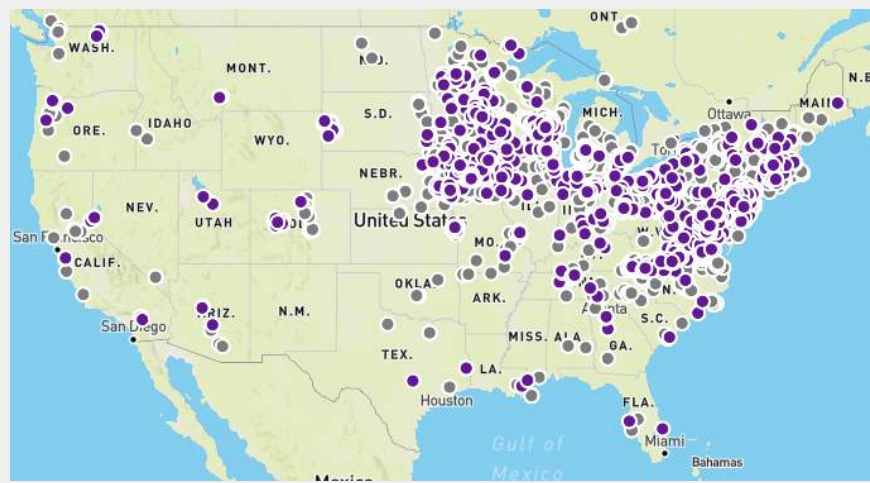 ONT.
WASH.
MONT.
N.D.
N.B
MAIN
Ottawa
MICH.
S.D.
ORE.
IDAHO
WYO.
NEBR.
NEV.
UTAH
United States
San Francisco
CALIF.
MO.
W.V
OKLA.
ARK.
N.M.
ARIZ.
Atlanta
S.C.
San Diego
MISS.
ALA
GA.
TEX.
LA.
Houston
FLA.
Gulf of
Mexico
Miami
Bahamas
Mexico